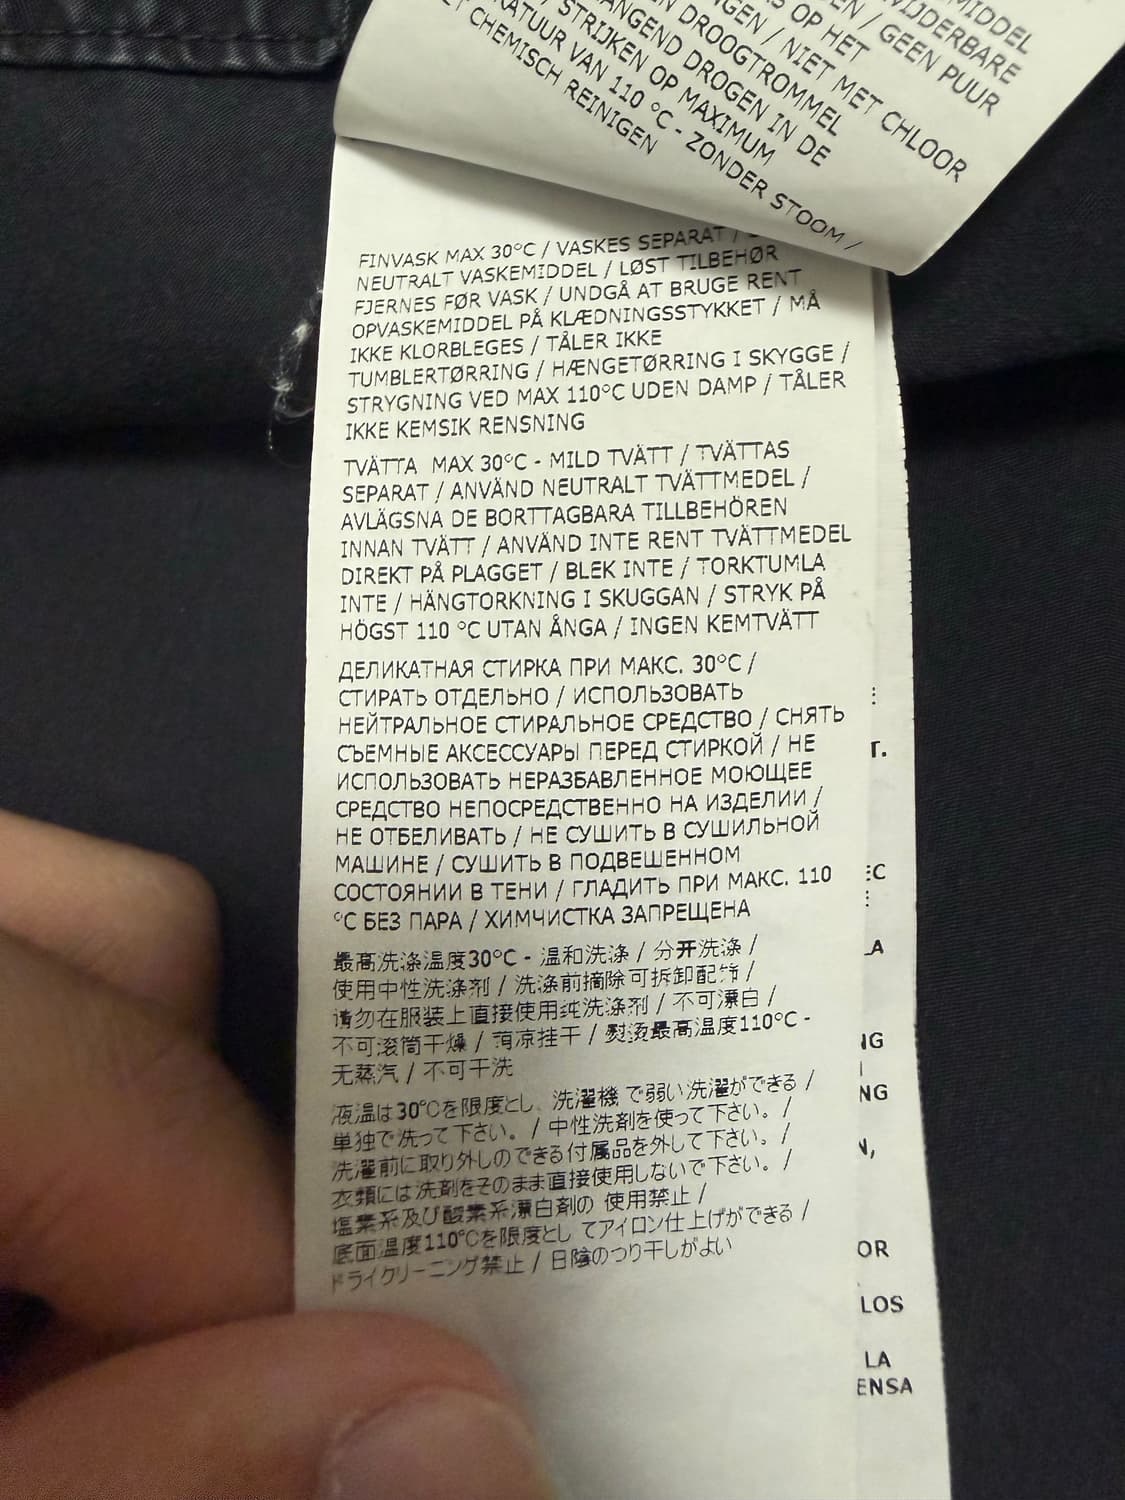 MIDDEL
WIJDERBARE
EN / GEEN PUUR
OP HET
GEN / NIET MET CHLOOR
N DROOGTROMMEL
ANGEND DROGEN IN DE
STRIJKEN OP MAXIMUM
RATUUR VAN 110 °C - ZONDER STOOM /
ET CHEMISCH REINIGEN
FINVASK MAX 30°C / VASKES SEPARAT /
NEUTRALT VASKEMIDDEL / LØST TILBEHØR
FJERNES FØR VASK / UNDGÅ AT BRUGE RENT
OPVASKEMIDDEL PÅ KLÆDNINGSSTYKKET / MÅ
IKKE KLORBLEGES / TÅLER IKKE
TUMBLERTØRRING / HÆNGETØRRING I SKYGGE /
STRYGNING VED MAX 110°C UDEN DAMP / TÅLER
IKKE KEMSIK RENSNING
TVÄTTA MAX 30°C - MILD TVÄTT / TVÄTTAS
SEPARAT / ANVÄND NEUTRALT TVÄTTMEDEL /
AVLÄGSNA DE BORTTAGBARA TILLBEHÖREN
INNAN TVÄTT / ANVÄND INTE RENT TVÄTTMEDEL
DIREKT PÅ PLAGGET / BLEK INTE / TORKTUMLA
INTE / HÄNGTORKNING I SKUGGAN / STRYK PÅ
HÖGST 110 °C UTAN ÅNGA / INGEN KEMTVÄTT
ДЕЛИКАТНАЯ СТИРКА ПРИ МАКС. 30°C /
СТИРАТЬ ОТДЕЛЬНО / ИСПОЛЬЗОВАТЬ
НЕЙТРАЛЬНОЕ СТИРАЛЬНОЕ СРЕДСТВО / СНЯТЬ
СЪЕМНЫЕ АКСЕССУАРЫ ПЕРЕД СТИРКОЙ / НЕ
ИСПОЛЬЗОВАТЬ НЕРАЗБАВЛЕННОЕ МОЮЩЕЕ
СРЕДСТВО НЕПОСРЕДСТВЕННО НА ИЗДЕЛИИ /
НЕ ОТБЕЛИВАТЬ / НЕ СУШИТЬ В СУШИЛЬНОЙ
МАШИНЕ / СУШИТЬ В ПОДВЕШЕННОМ
СОСТОЯНИИ В ТЕНИ / ГЛАДИТЬ ПРИ МАКС. 110
°C БЕЗ ПАРА / ХИМЧИСТКА ЗАПРЕЩЕНА
最高洗涤温度30°C - 温和洗涤 / 分开洗涤 /
使用中性洗涤剂 / 洗涤前摘除可拆卸配饰 /
请勿在服装上直接使用纯洗涤剂 / 不可漂白 /
不可滚筒干燥 / 荫凉挂干 / 熨烫最高温度110°C -
无蒸汽 / 不可干洗
液温は30°Cを限度とし、洗濯機で弱い洗濯ができる /
単独で洗って下さい。 / 中性洗剤を使って下さい。 /
洗濯前に取り外しのできる付属品を外して下さい。 /
衣類には洗剤をそのまま直接使用しないで下さい。 /
塩素系及び酸素系漂白剤の 使用禁止 /
底面温度110°Cを限度とし てアイロン仕上げができる /
ドライクリーニング禁止 / 日陰のつり干しがよい
T.
EC
LA
NG
NG
N,
OR
LOS
LA
ENSA